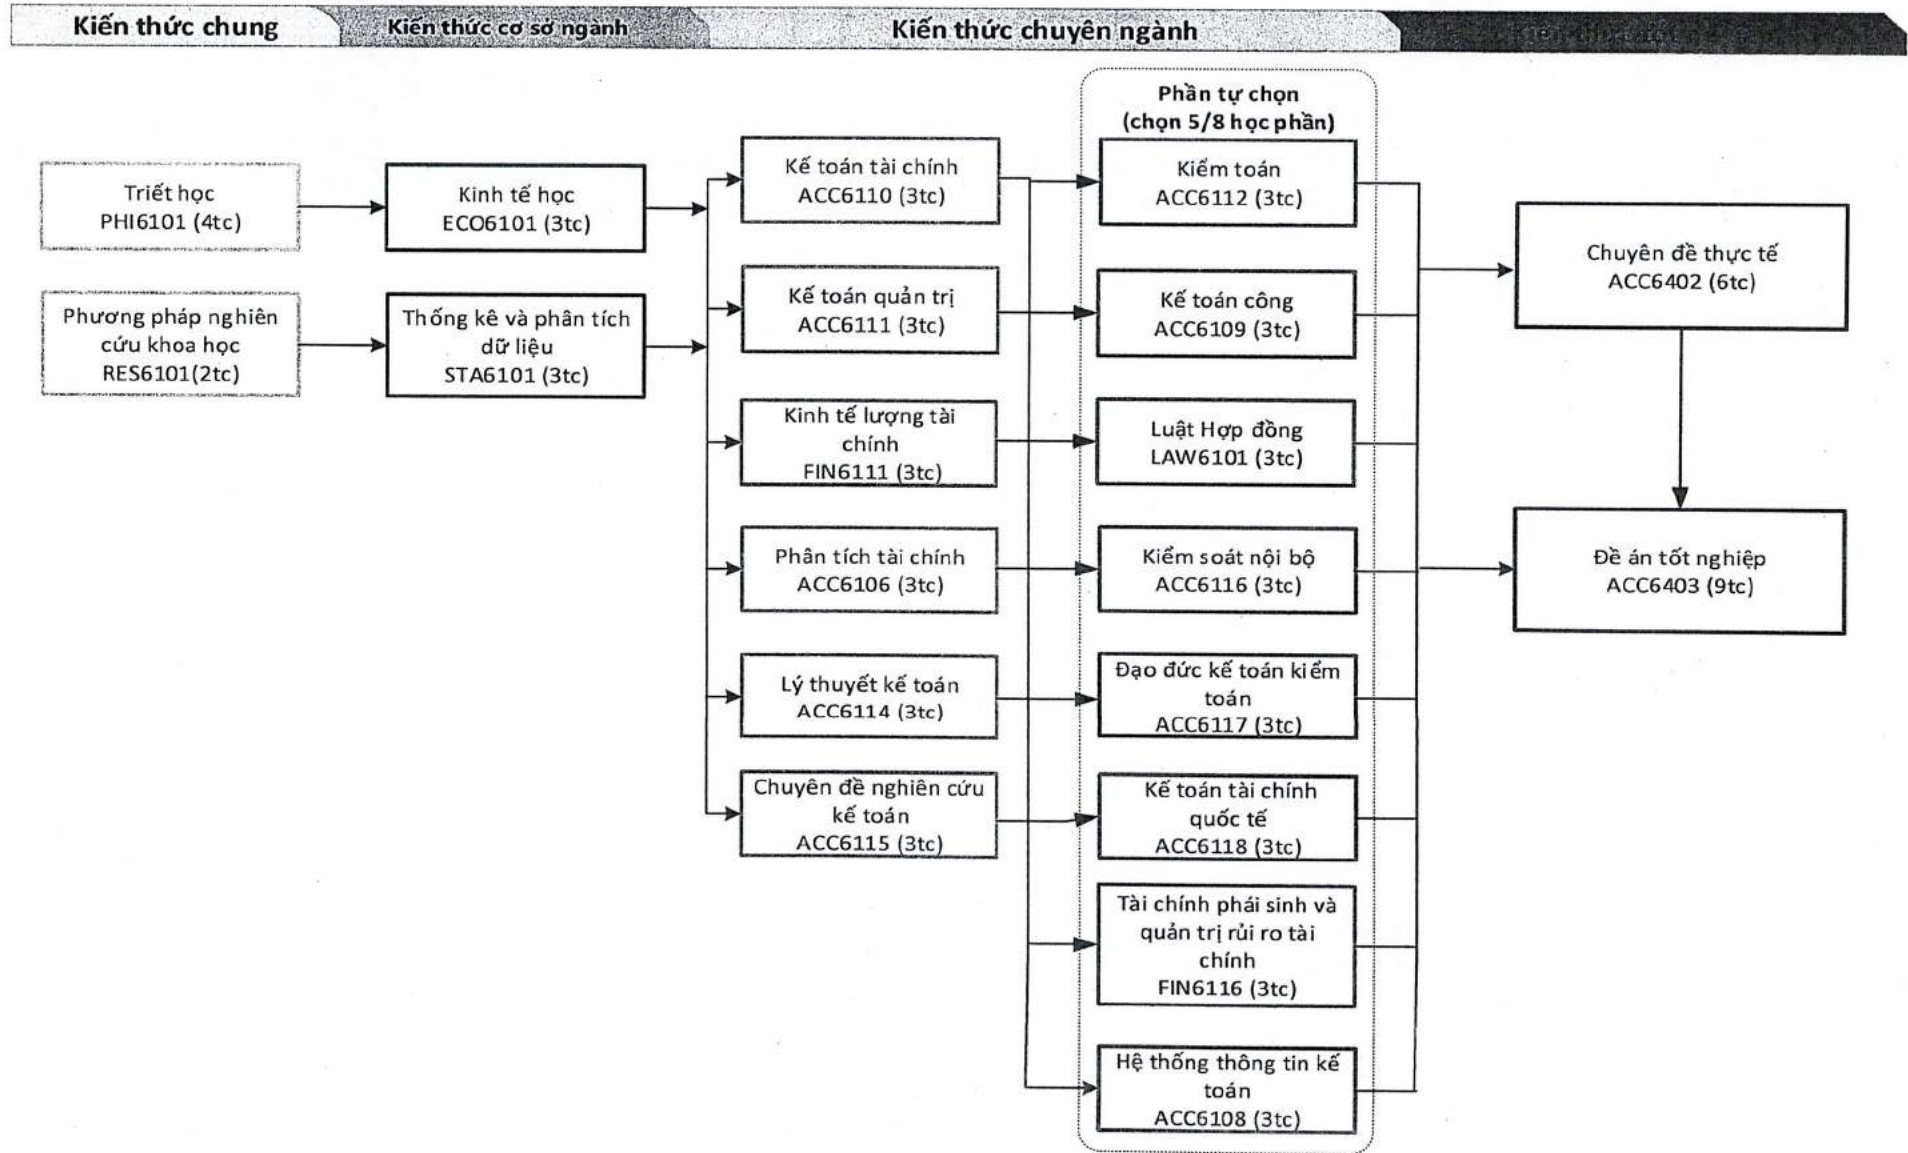 Kiến thức chung
Kiến thức cơ sở ngành
Kiến thức chuyên ngành
Phần tự chọn
(chọn 5/8 học phần)
Triết học
PHI6101 (4tc)
Phương pháp nghiên
cứu khoa học
RES6101(2tc)
Kinh tế học
ECO6101 (3tc)
Thống kê và phân tích
dữ liệu
STA6101 (3tc)
Kế toán tài chính
ACC6110 (3tc)
Kế toán quản trị
ACC6111 (3tc)
Kinh tế lượng tài
chính
FIN6111 (3tc)
Phân tích tài chính
ACC6106 (3tc)
Lý thuyết kế toán
ACC6114 (3tc)
Chuyên đề nghiên cứu
kế toán
ACC6115 (3tc)
Kiểm toán
ACC6112 (3tc)
Kế toán công
ACC6109 (3tc)
Luật Hợp đồng
LAW6101 (3tc)
Kiểm soát nội bộ
ACC6116 (3tc)
Đạo đức kế toán kiểm
toán
ACC6117 (3tc)
Kế toán tài chính
quốc tế
ACC6118 (3tc)
Tài chính phái sinh và
quản trị rủi ro tài
chính
FIN6116 (3tc)
Hệ thống thông tin kế
toán
ACC6108 (3tc)
Chuyên đề thực tế
ACC6402 (6tc)
Đề án tốt nghiệp
ACC6403 (9tc)